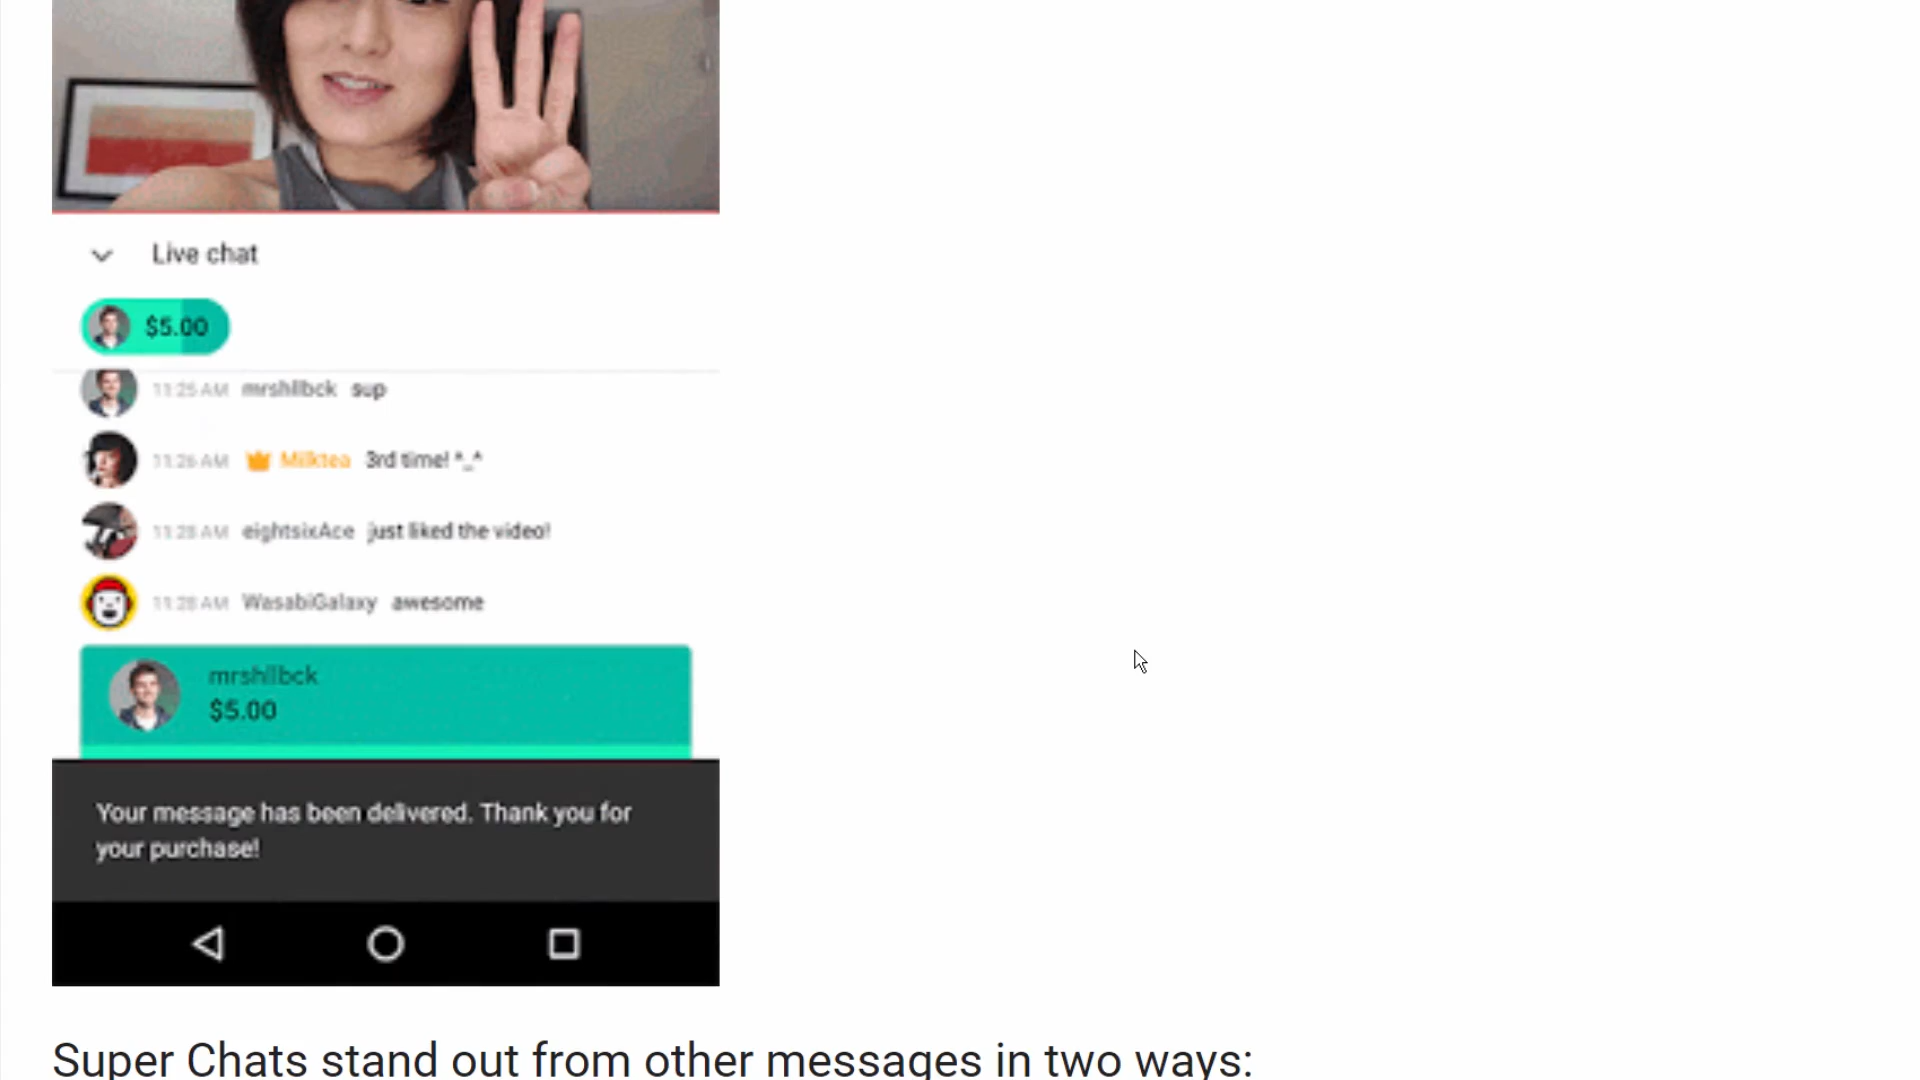 Live chat
$5.00
11:25 AM mrshllbck sup
11:26 AM Milktea 3rd time! ^_^
11:28 AM eightsixAce just liked the video!
11:28 AM WasabiGalaxy awesome
mrshllbck
$5.00
Your message has been delivered. Thank you for
your purchase!
Super Chats stand out from other messages in two ways: